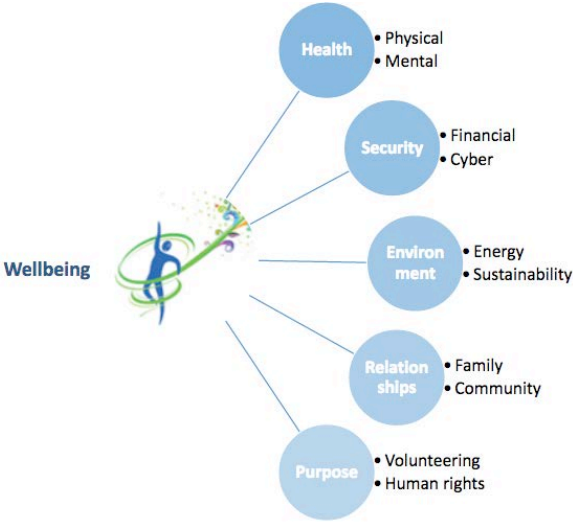 Health
• Physical
• Mental
Security
• Financial
• Cyber
Wellbeing
Environ
ment
• Energy
• Sustainability
Relation
ships
• Family
• Community
Purpose
• Volunteering
• Human rights